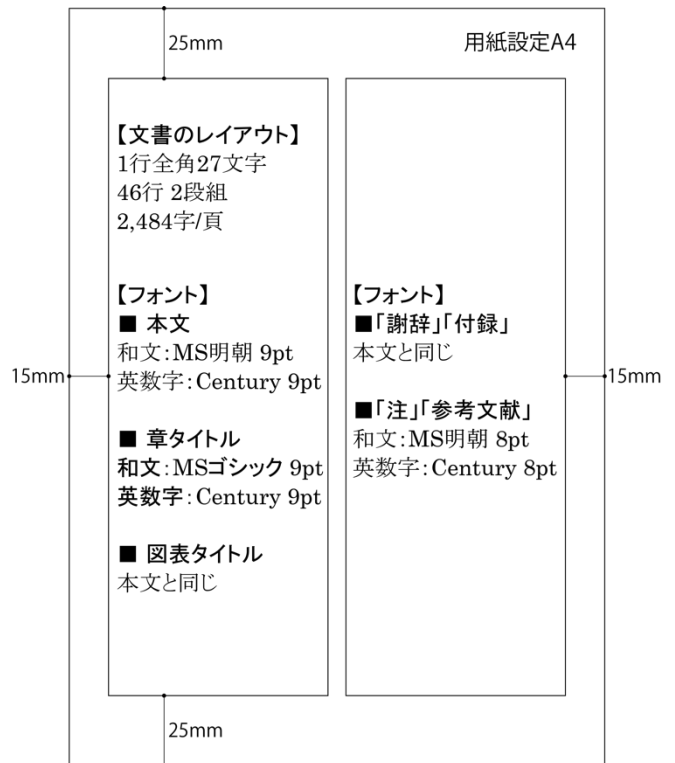 25mm
用紙設定A4
【文書のレイアウト】
1行全角27文字
46行 2段組
2,484字/頁
【フォント】
■ 本文
和文:MS明朝 9pt
英数字:Century 9pt
■ 章タイトル
和文:MSゴシック 9pt
英数字:Century 9pt
■ 図表タイトル
本文と同じ
【フォント】
■「謝辞」「付録」
本文と同じ
■「注」「参考文献」
和文:MS明朝 8pt
英数字:Century 8pt
15mm
15mm
25mm